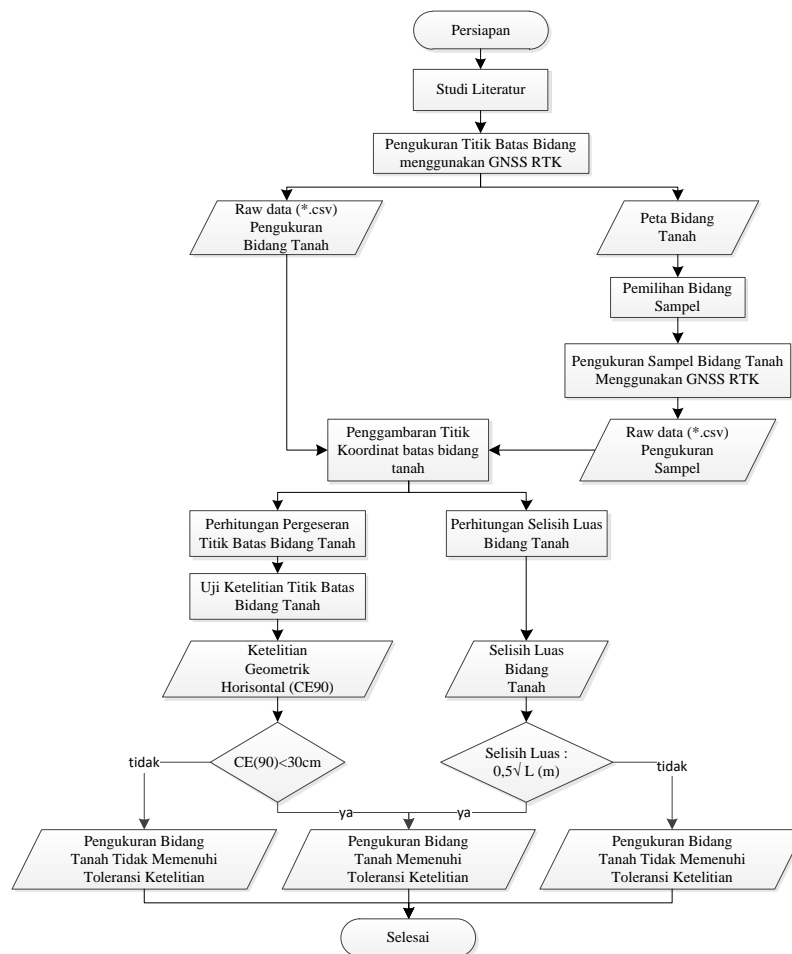 Persiapan
Studi Literatur
Pengukuran Titik Batas Bidang
menggunakan GNSS RTK
Raw data (*.csv)
Pengukuran
Bidang Tanah
Peta Bidang
Tanah
Pemilihan Bidang
Sampel
Pengukuran Sampel Bidang Tanah
Menggunakan GNSS RTK
Raw data (*.csv)
Pengukuran
Sampel
Penggambaran Titik
Koordinat batas bidang
tanah
Perhitungan Pergeseran
Titik Batas Bidang Tanah
Perhitungan Selisih Luas
Bidang Tanah
Uji Ketelitian Titik Batas
Bidang Tanah
Ketelitian
Geometrik
Horisontal (CE90)
Selisih Luas
Bidang
Tanah
tidak
CE(90)<30cm
Selisih Luas :
0,5√ L (m)
tidak
ya
ya
Pengukuran Bidang
Tanah Tidak Memenuhi
Toleransi Ketelitian
Pengukuran Bidang
Tanah Memenuhi
Toleransi Ketelitian
Pengukuran Bidang
Tanah Tidak Memenuhi
Toleransi Ketelitian
Selesai